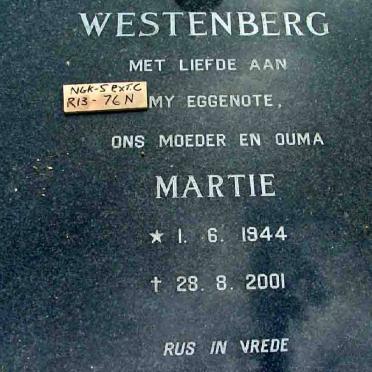 WESTENBERG
MET LIEFDE AAN
NGK-5 EXT.C
R13-76N
MY EGGENOTE,
ONS MOEDER EN OUMA
MARTIE
★ 1. 6. 1944
† 28. 8. 2001
RUS IN VREDE